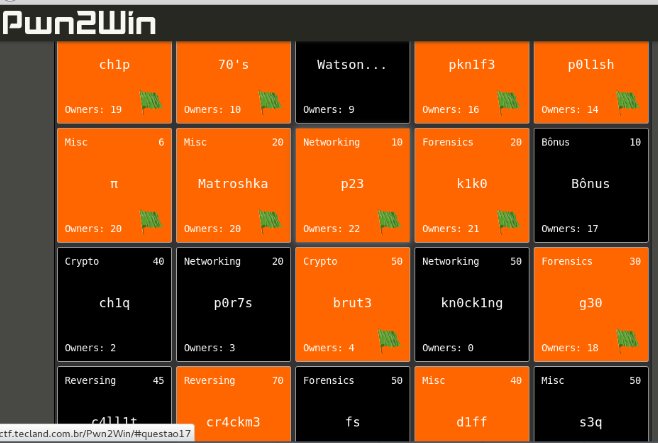 Pwn2Win
ch1p 70's Watson... pkn1f3 p0l1sh
Owners: 19 Owners: 10 Owners: 9 Owners: 16 Owners: 14
Misc 6 Misc 20 Networking 10 Forensics 20 Bônus 10
π Matroshka p23 k1k0 Bônus
Owners: 20 Owners: 20 Owners: 22 Owners: 21 Owners: 17
Crypto 40 Networking 20 Crypto 50 Networking 50 Forensics 30
ch1q p0r7s brut3 kn0ck1ng g30
Owners: 2 Owners: 3 Owners: 4 Owners: 0 Owners: 18
Reversing 45 Reversing 70 Forensics 50 Misc 40 Misc 50
c4ll1t cr4ckm3 fs d1ff s3q
ctf.tecland.com.br/Pwn2Win/#questao17